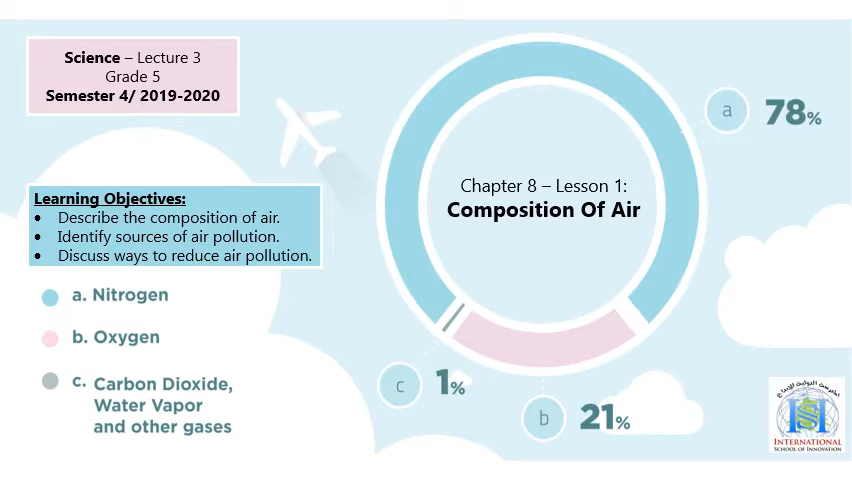 Science – Lecture 3
Grade 5
Semester 4/ 2019-2020
Learning Objectives:
• Describe the composition of air.
• Identify sources of air pollution.
• Discuss ways to reduce air pollution.
a. Nitrogen
b. Oxygen
c. Carbon Dioxide,
Water Vapor
and other gases
Chapter 8 – Lesson 1:
Composition Of Air
a
78%
c
1%
b
21%
ISI
INTERNATIONAL
SCHOOL OF INNOVATION